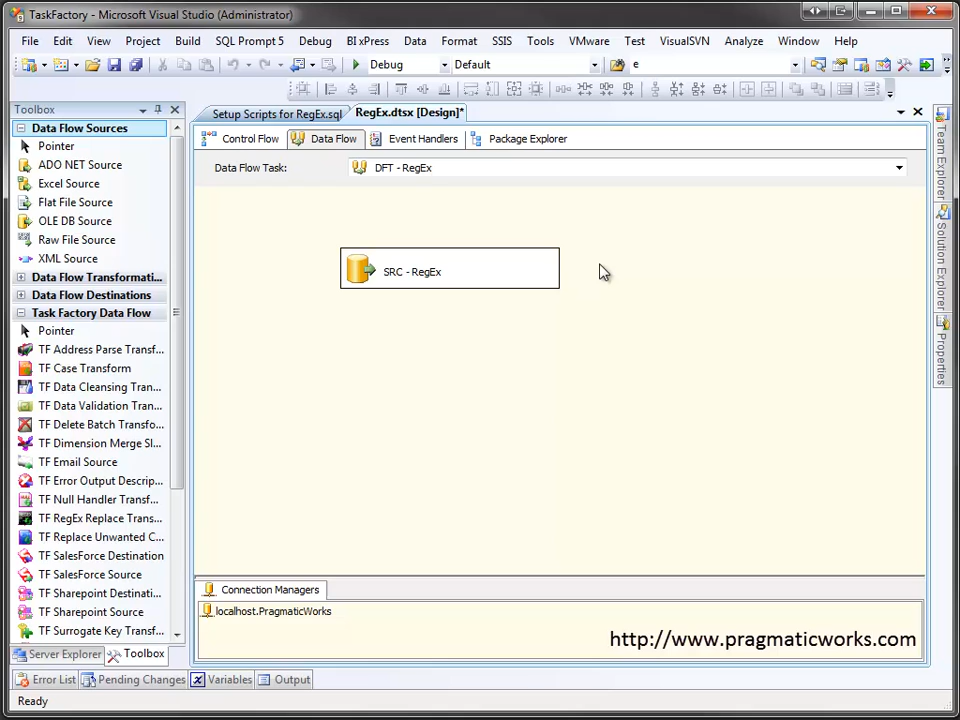 TaskFactory - Microsoft Visual Studio (Administrator)
File Edit View Project Build SQL Prompt 5 Debug BI xPress Data Format SSIS Tools VMware Test VisualSVN Analyze Window Help
Debug Default e
Toolbox
Setup Scripts for RegEx.sql RegEx.dtsx [Design]*
Data Flow Sources
Pointer
ADO NET Source
Excel Source
Flat File Source
OLE DB Source
Raw File Source
XML Source
Data Flow Transformati...
Data Flow Destinations
Task Factory Data Flow
Pointer
TF Address Parse Transf...
TF Case Transform
TF Data Cleansing Tran...
TF Data Validation Tran...
TF Delete Batch Transfo...
TF Dimension Merge Sl...
TF Email Source
TF Error Output Descrip...
TF Null Handler Transf...
TF RegEx Replace Trans...
TF Replace Unwanted C...
TF SalesForce Destination
TF SalesForce Source
TF Sharepoint Destinati...
TF Sharepoint Source
TF Surrogate Key Transf...
Server Explorer Toolbox
Control Flow Data Flow Event Handlers Package Explorer
Data Flow Task: DFT - RegEx
SRC - RegEx
Connection Managers
localhost.PragmaticWorks
http://www.pragmaticworks.com
Team Explorer
Solution Explorer
Properties
Error List Pending Changes Variables Output
Ready